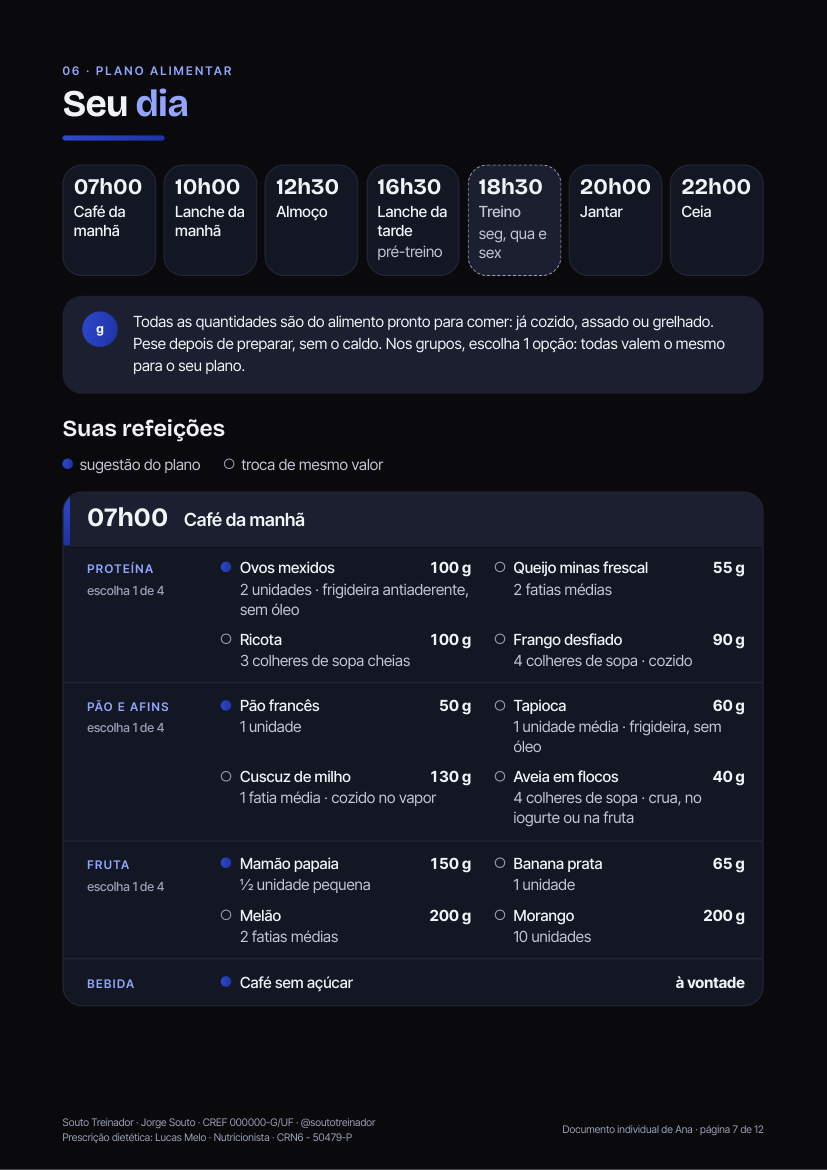 06 · PLANO ALIMENTAR
Seu dia
07h00
Café da
manhã
10h00
Lanche da
manhã
12h30
Almoço
16h30
Lanche da
tarde
pré-treino
18h30
Treino
seg, qua e
sex
20h00
Jantar
22h00
Ceia
g
Todas as quantidades são do alimento pronto para comer: já cozido, assado ou grelhado.
Pese depois de preparar, sem o caldo. Nos grupos, escolha 1 opção: todas valem o mesmo
para o seu plano.
Suas refeições
sugestão do plano
troca de mesmo valor
07h00 Café da manhã
PROTEÍNA
escolha 1 de 4
Ovos mexidos 100 g
2 unidades · frigideira antiaderente,
sem óleo
Queijo minas frescal 55 g
2 fatias médias
Ricota 100 g
3 colheres de sopa cheias
Frango desfiado 90 g
4 colheres de sopa · cozido
PÃO E AFINS
escolha 1 de 4
Pão francês 50 g
1 unidade
Tapioca 60 g
1 unidade média · frigideira, sem
óleo
Cuscuz de milho 130 g
1 fatia média · cozido no vapor
Aveia em flocos 40 g
4 colheres de sopa · crua, no
iogurte ou na fruta
FRUTA
escolha 1 de 4
Mamão papaia 150 g
½ unidade pequena
Banana prata 65 g
1 unidade
Melão 200 g
2 fatias médias
Morango 200 g
10 unidades
BEBIDA
Café sem açúcar à vontade
Souto Treinador · Jorge Souto · CREF 000000-G/UF · @soutotreinador
Prescrição dietética: Lucas Melo · Nutricionista · CRN6 - 50479-P
Documento individual de Ana · página 7 de 12